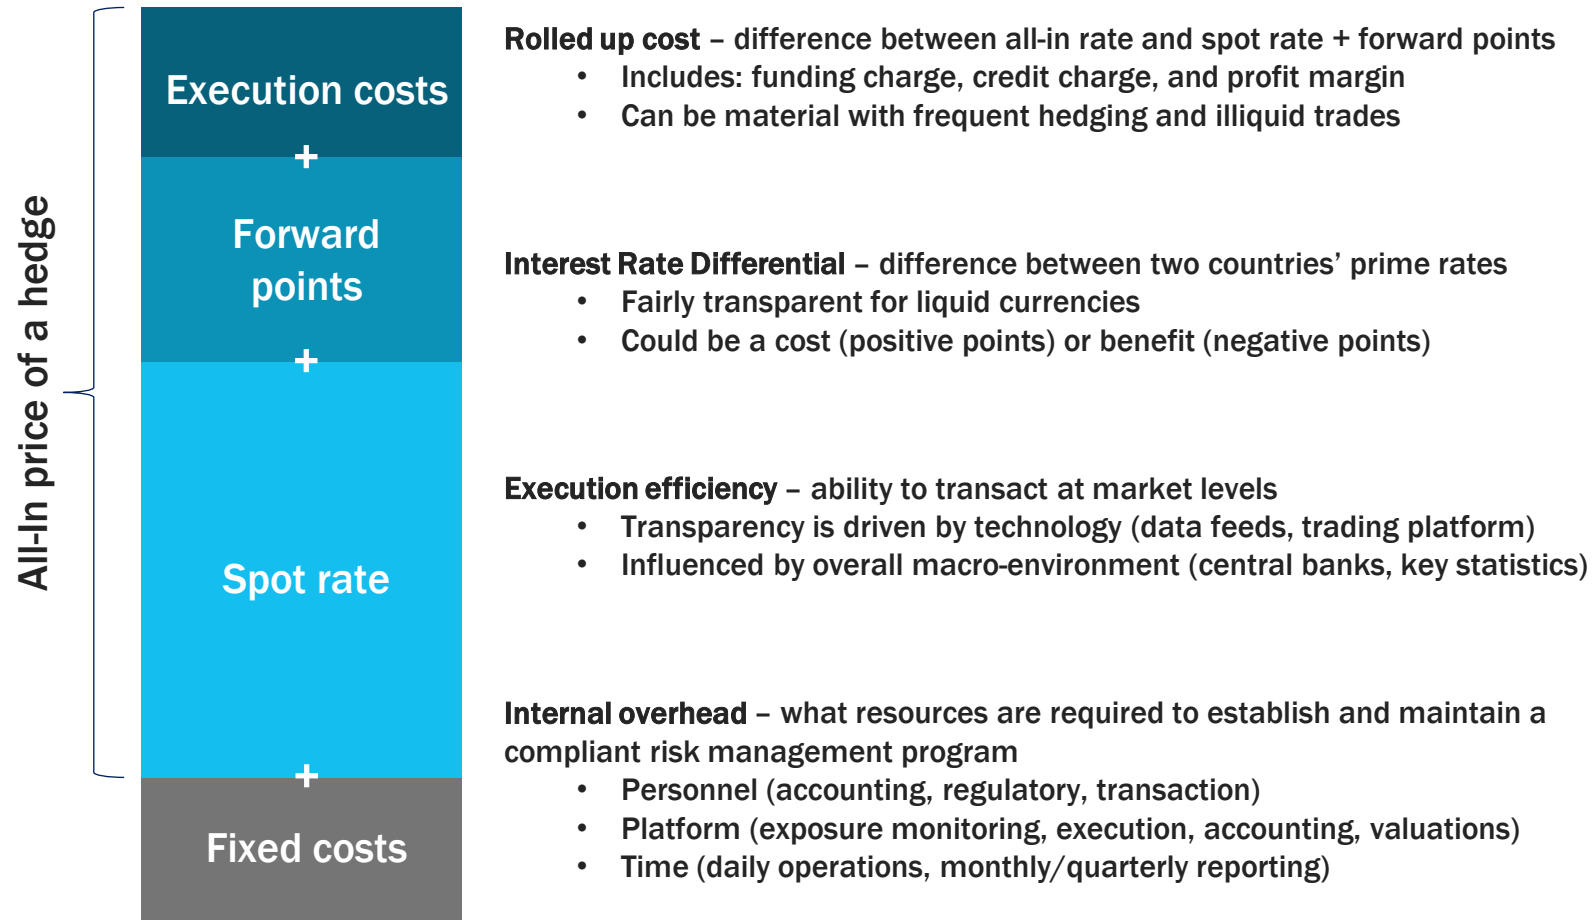 All-In price of a hedge
Execution costs
+
Forward
points
+
Spot rate
+
Fixed costs
Rolled up cost – difference between all-in rate and spot rate + forward points
• Includes: funding charge, credit charge, and profit margin
• Can be material with frequent hedging and illiquid trades
Interest Rate Differential – difference between two countries’ prime rates
• Fairly transparent for liquid currencies
• Could be a cost (positive points) or benefit (negative points)
Execution efficiency – ability to transact at market levels
• Transparency is driven by technology (data feeds, trading platform)
• Influenced by overall macro-environment (central banks, key statistics)
Internal overhead – what resources are required to establish and maintain a
compliant risk management program
• Personnel (accounting, regulatory, transaction)
• Platform (exposure monitoring, execution, accounting, valuations)
• Time (daily operations, monthly/quarterly reporting)